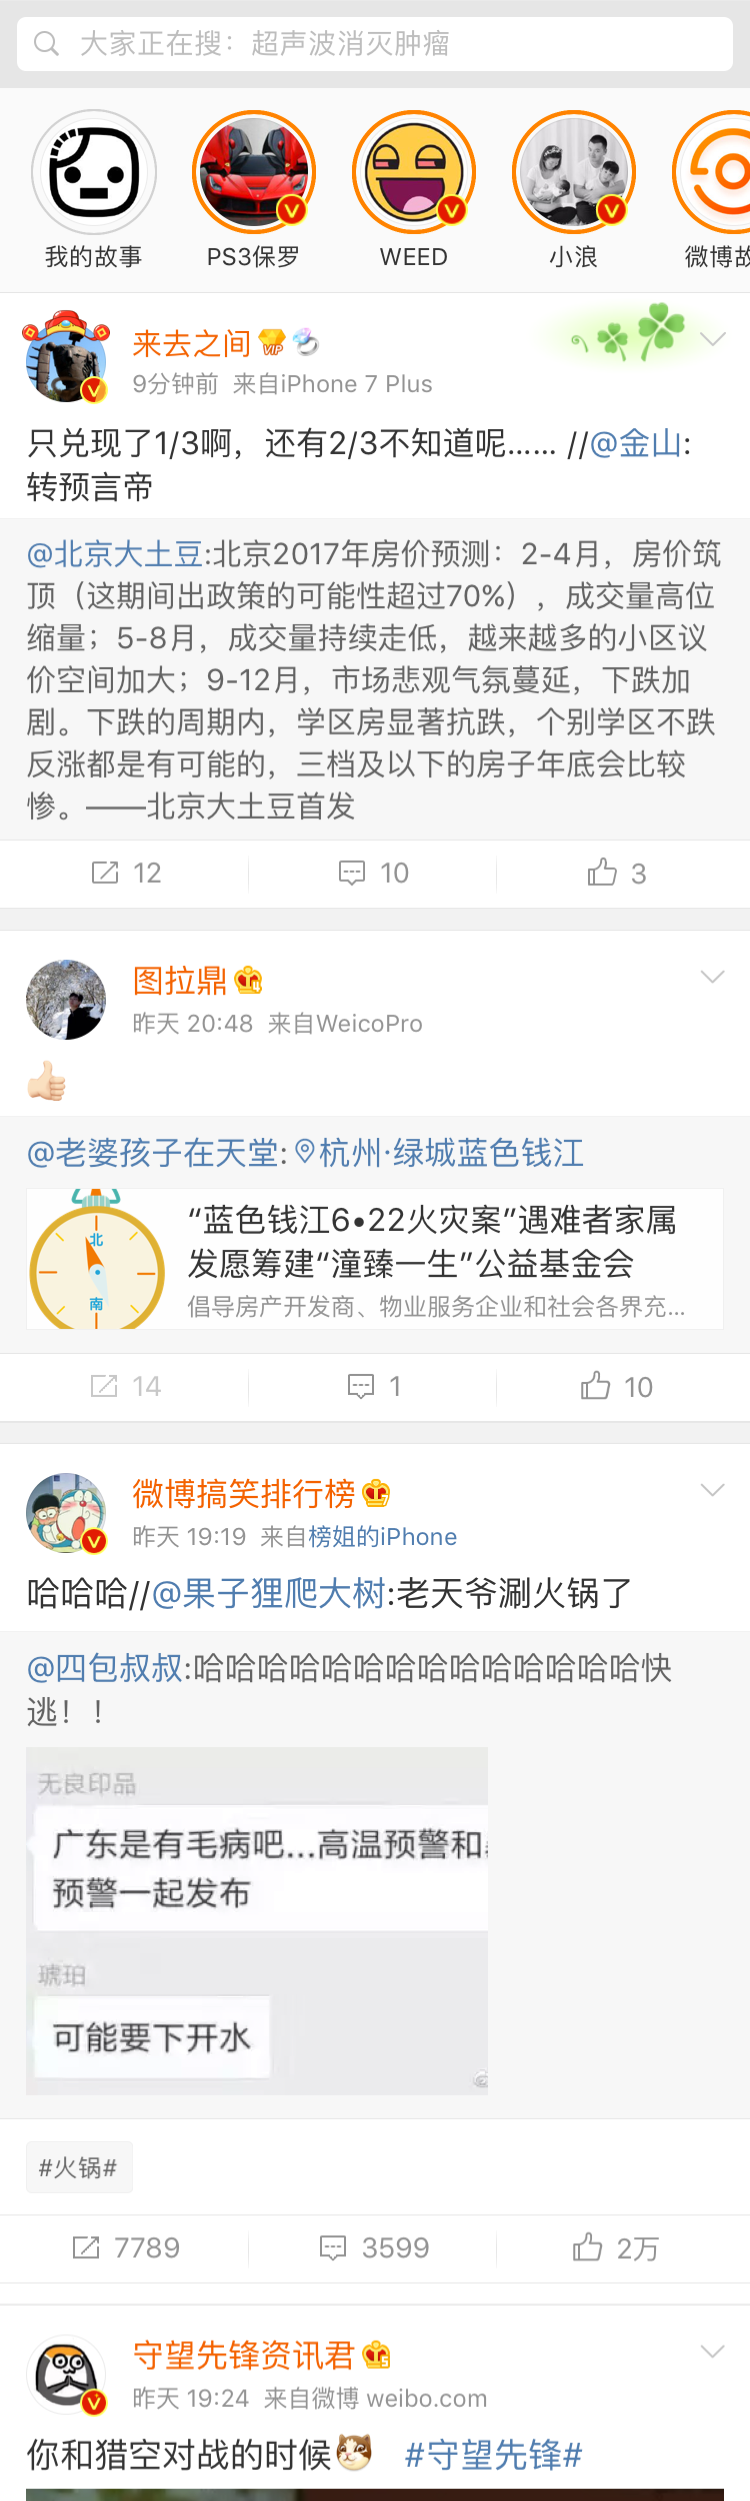 大家正在搜：超声波消灭肿瘤
我的故事
PS3保罗
WEED
小浪
微博故
来去之间 VIP
9分钟前 来自iPhone 7 Plus
只兑现了1/3啊，还有2/3不知道呢…… //@金山:
转预言帝
@北京大土豆:北京2017年房价预测：2-4月，房价筑
顶（这期间出政策的可能性超过70%），成交量高位
缩量；5-8月，成交量持续走低，越来越多的小区议
价空间加大；9-12月，市场悲观气氛蔓延，下跌加
剧。下跌的周期内，学区房显著抗跌，个别学区不跌
反涨都是有可能的，三档及以下的房子年底会比较
惨。——北京大土豆首发
12
10
3
图拉鼎
昨天 20:48 来自WeicoPro
@老婆孩子在天堂:杭州·绿城蓝色钱江
北
南
“蓝色钱江6•22火灾案”遇难者家属
发愿筹建“潼臻一生”公益基金会
倡导房产开发商、物业服务企业和社会各界充...
14
1
10
微博搞笑排行榜
昨天 19:19 来自榜姐的iPhone
哈哈哈//@果子狸爬大树:老天爷涮火锅了
@四包叔叔:哈哈哈哈哈哈哈哈哈哈哈哈哈哈快
逃！！
无良印品
广东是有毛病吧...高温预警和
预警一起发布
琥珀
可能要下开水
#火锅#
7789
3599
2万
守望先锋资讯君
昨天 19:24 来自微博 weibo.com
你和猎空对战的时候 #守望先锋#